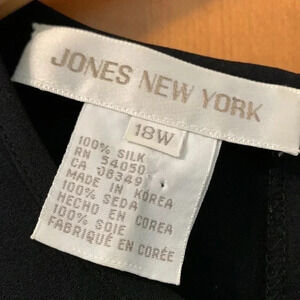 JONES NEW YORK
18W
100% SILK
RN 54050
CA 06349
MADE IN KOREA
100% SEDA
HECHO EN COREA
100% SOIE
FABRIQUÉ EN CORÉE